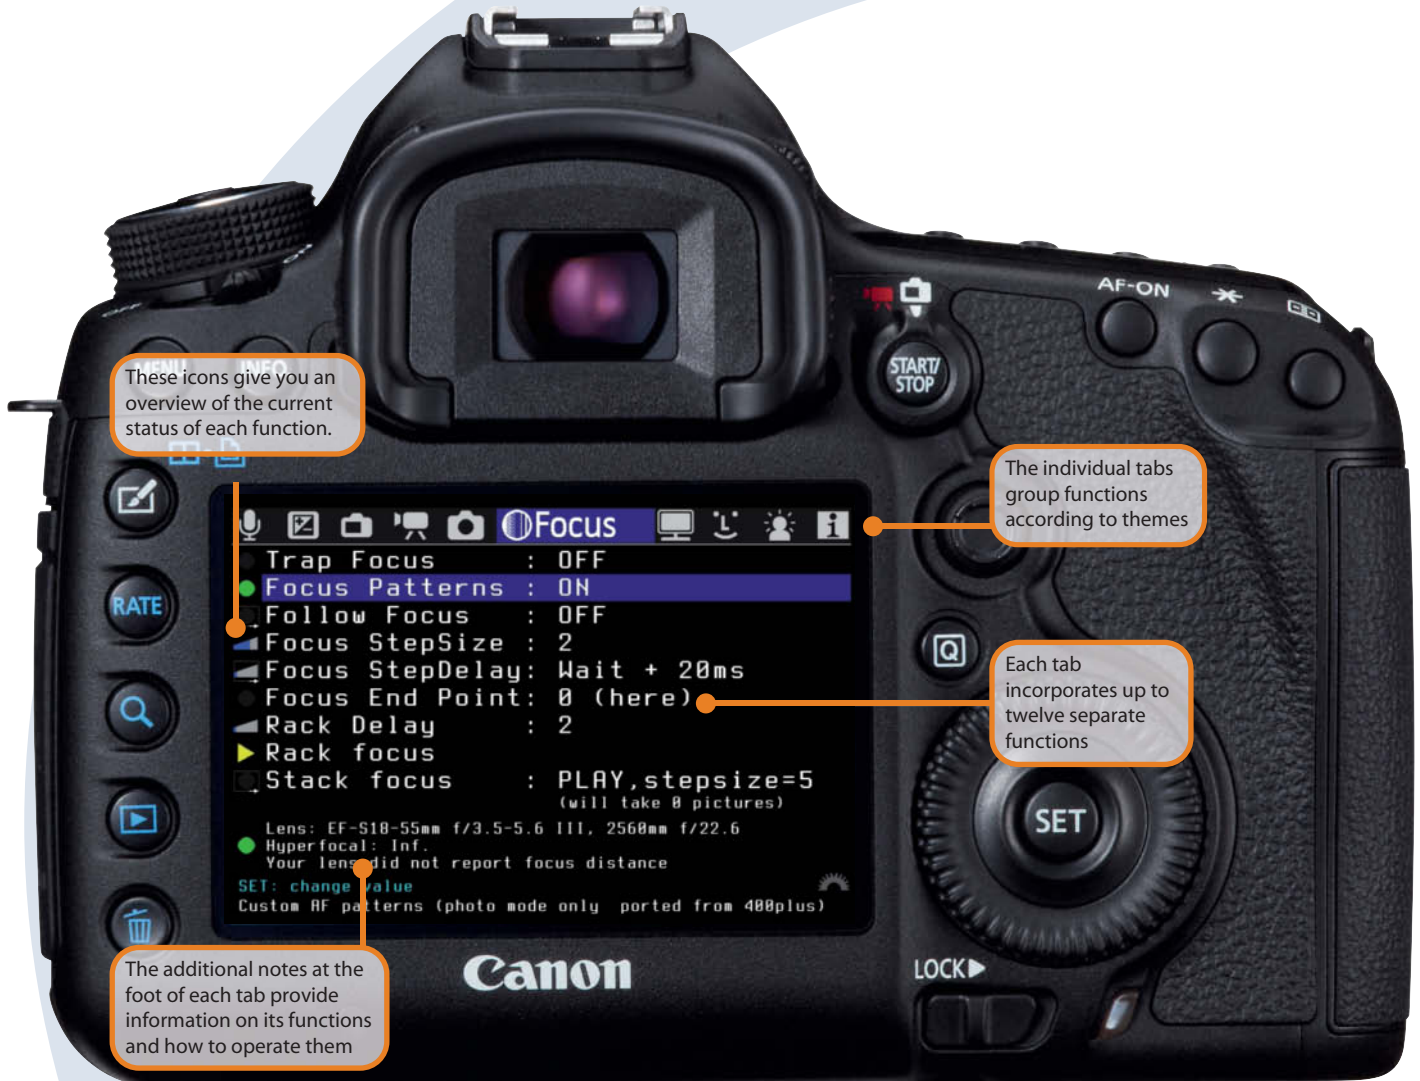 OFF
MENU INFO
These icons give you an
overview of the current
status of each function.
AF-ON
START/
STOP
The individual tabs
group functions
according to themes
RATE
Q
Focus
i
Trap Focus : OFF
Focus Patterns : ON
Follow Focus : OFF
Focus StepSize : 2
Focus StepDelay: Wait + 20ms
Focus End Point: 0 (here)
Rack Delay : 2
Rack focus
Stack focus : PLAY,stepsize=5
(will take 0 pictures)
Lens: EF-S18-55mm f/3.5-5.6 III, 2560mm f/22.6
Hyperfocal: Inf.
Your lens did not report focus distance
SET: change value
Custom AF patterns (photo mode only ported from 400plus)
Each tab
incorporates up to
twelve separate
functions
SET
Canon
LOCK▶
The additional notes at the
foot of each tab provide
information on its functions
and how to operate them